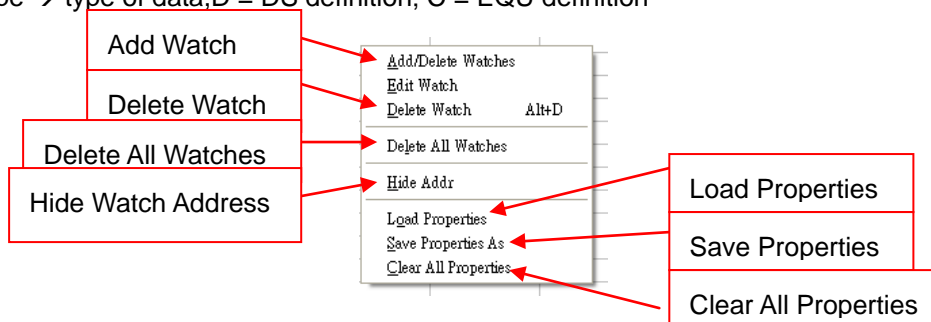 type of data,D = DS definition, C = EQU definition
Add Watch
Delete Watch
Delete All Watches
Hide Watch Address
Add/Delete Watches
Edit Watch
Delete Watch Alt+D
Delete All Watches
Hide Addr
Load Properties
Save Properties As
Clear All Properties
Load Properties
Save Properties
Clear All Properties